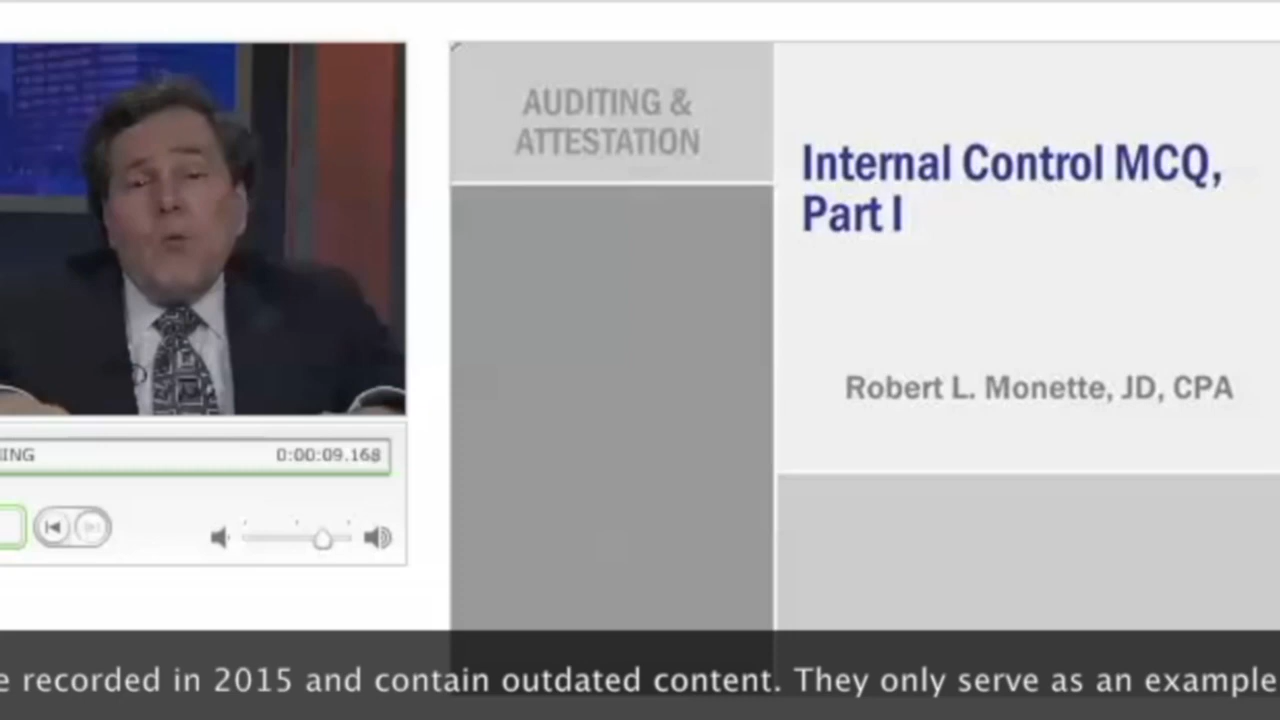 AUDITING &
ATTESTATION
Internal Control MCQ,
Part I
Robert L. Monette, JD, CPA
ING 0:00:09.168
e recorded in 2015 and contain outdated content. They only serve as an example